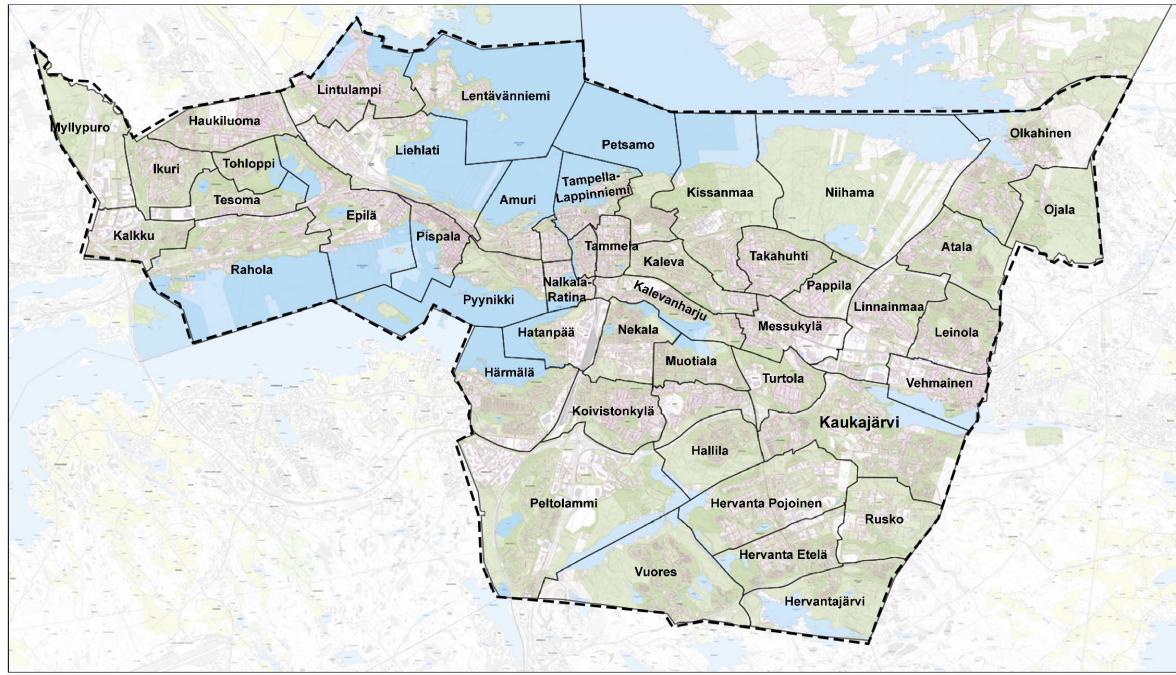 Lintulampi
Lentävänniemi
Myllypuro
Haukiluoma
Olkahinen
Liehlati
Petsamo
Tohloppi
Ikuri
Tampella-
Lappinniemi
Kissanmaa
Niihama
Tesoma
Amuri
Epilä
Ojala
Kalkku
Pispala
Tammela
Atala
Rahola
Kaleva
Takahuhti
Nalkala-
Ratina
Pappila
Pyynikki
Kalevanharju
Linnainmaa
Hatanpää
Nekala
Messukylä
Leinola
Muotiala
Härmälä
Turtola
Vehmainen
Koivistonkylä
Kaukajärvi
Hallila
Peltolammi
Hervanta Pojoinen
Rusko
Hervanta Etelä
Vuores
Hervantajärvi